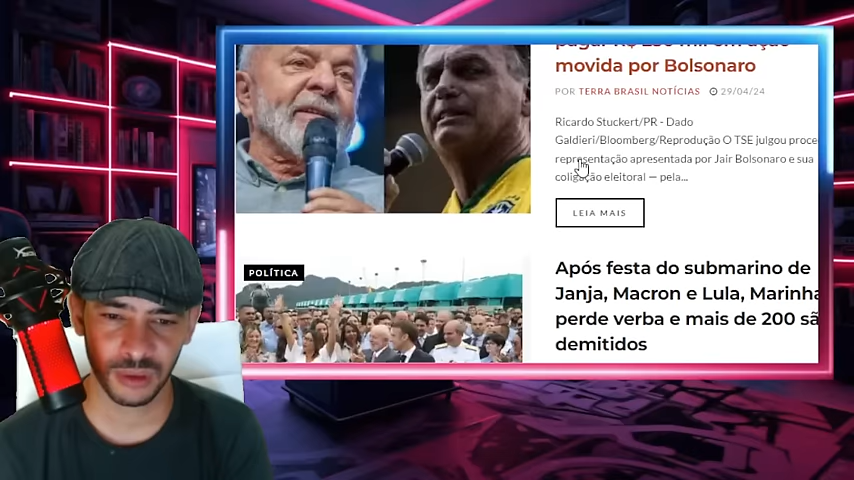 movida por Bolsonaro
POR TERRA BRASIL NOTÍCIAS 29/04/24
Ricardo Stuckert/PR - Dado
Galdieri/Bloomberg/Reprodução O TSE julgou proce
representação apresentada por Jair Bolsonaro e sua
coligação eleitoral — pela...
LEIA MAIS
POLÍTICA
Após festa do submarino de
Janja, Macron e Lula, Marinha
perde verba e mais de 200 sã
demitidos